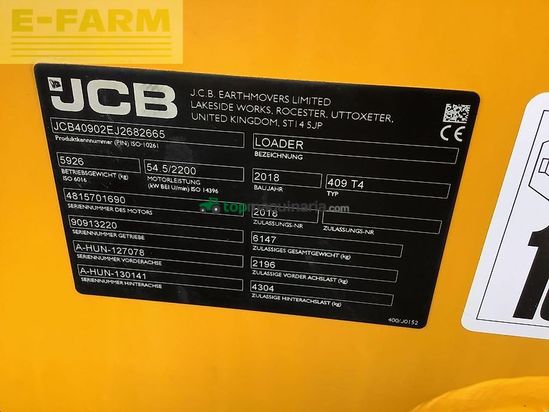 E-FARM
JCB
J.C.B. EARTHMOVERS LIMITED
LAKESIDE WORKS, ROCESTER, UTTOXETER,
UNITED KINGDOM, ST14 5JP
CE
JCB40902EJ2682665
Produktkennnummer (PIN) ISO-10261
LOADER
BEZEICHNUNG
5926
BETRIEBSGEWICHT (kg)
ISO 6016
54.5/2200
MOTORLEISTUNG
(kW BEI U/min) ISO 14396
2018
BAUJAHR
409 T4
TYP
4815701690
SERIENNUMMER DES MOTORS
2018
ZULASSUNGS-NR
ZULASSUNGS-NR
90913220
SERIENNUMMER GETRIEBE
6147
ZULASSIGES GESAMTGEWICHT (kg)
A-HUN-127078
SERIENNUMMER VORDERACHSE
2196
ZULASSIGE VORDER ACHSLAST (kg)
A-HUN-130141
SERIENNUMMER HINTERACHSE
4304
ZULASSIGE HINTERACHSLAST (kg)
400/J0152
topmaquinaria.com